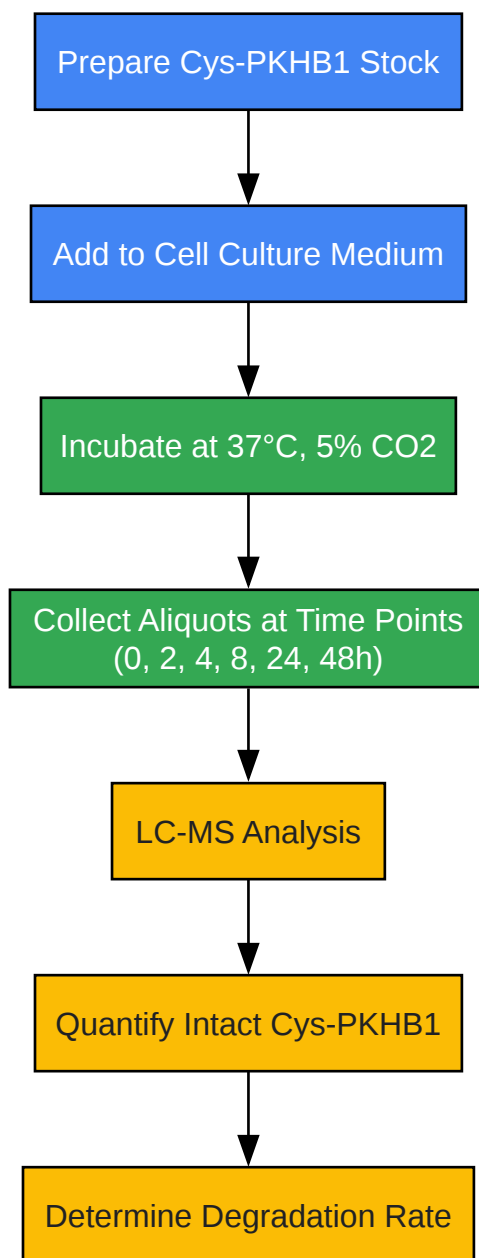 Prepare Cys-PKHB1 Stock
Add to Cell Culture Medium
Incubate at 37°C, 5% CO2
Collect Aliquots at Time Points
(0, 2, 4, 8, 24, 48h)
LC-MS Analysis
Quantify Intact Cys-PKHB1
Determine Degradation Rate